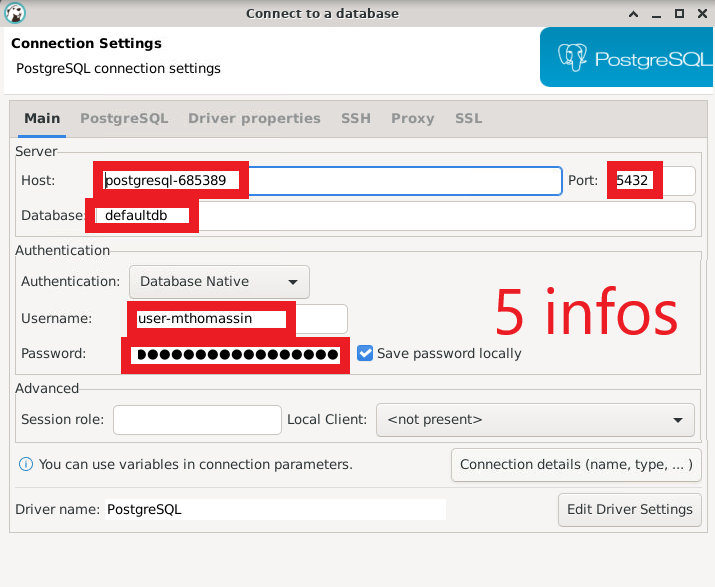 Connect to a database
Connection Settings
PostgreSQL connection settings
PostgreSQL
Main PostgreSQL Driver properties SSH Proxy SSL
Server
Host: postgresql-685389 Port: 5432
Database: defaultdb
Authentication
Authentication: Database Native
5 infos
Username: user-mthomassin
Password: ●●●●●●●●●●●●●●●●● Save password locally
Advanced
Session role: Local Client: <not present>
You can use variables in connection parameters. Connection details (name, type, ... )
Driver name: PostgreSQL Edit Driver Settings